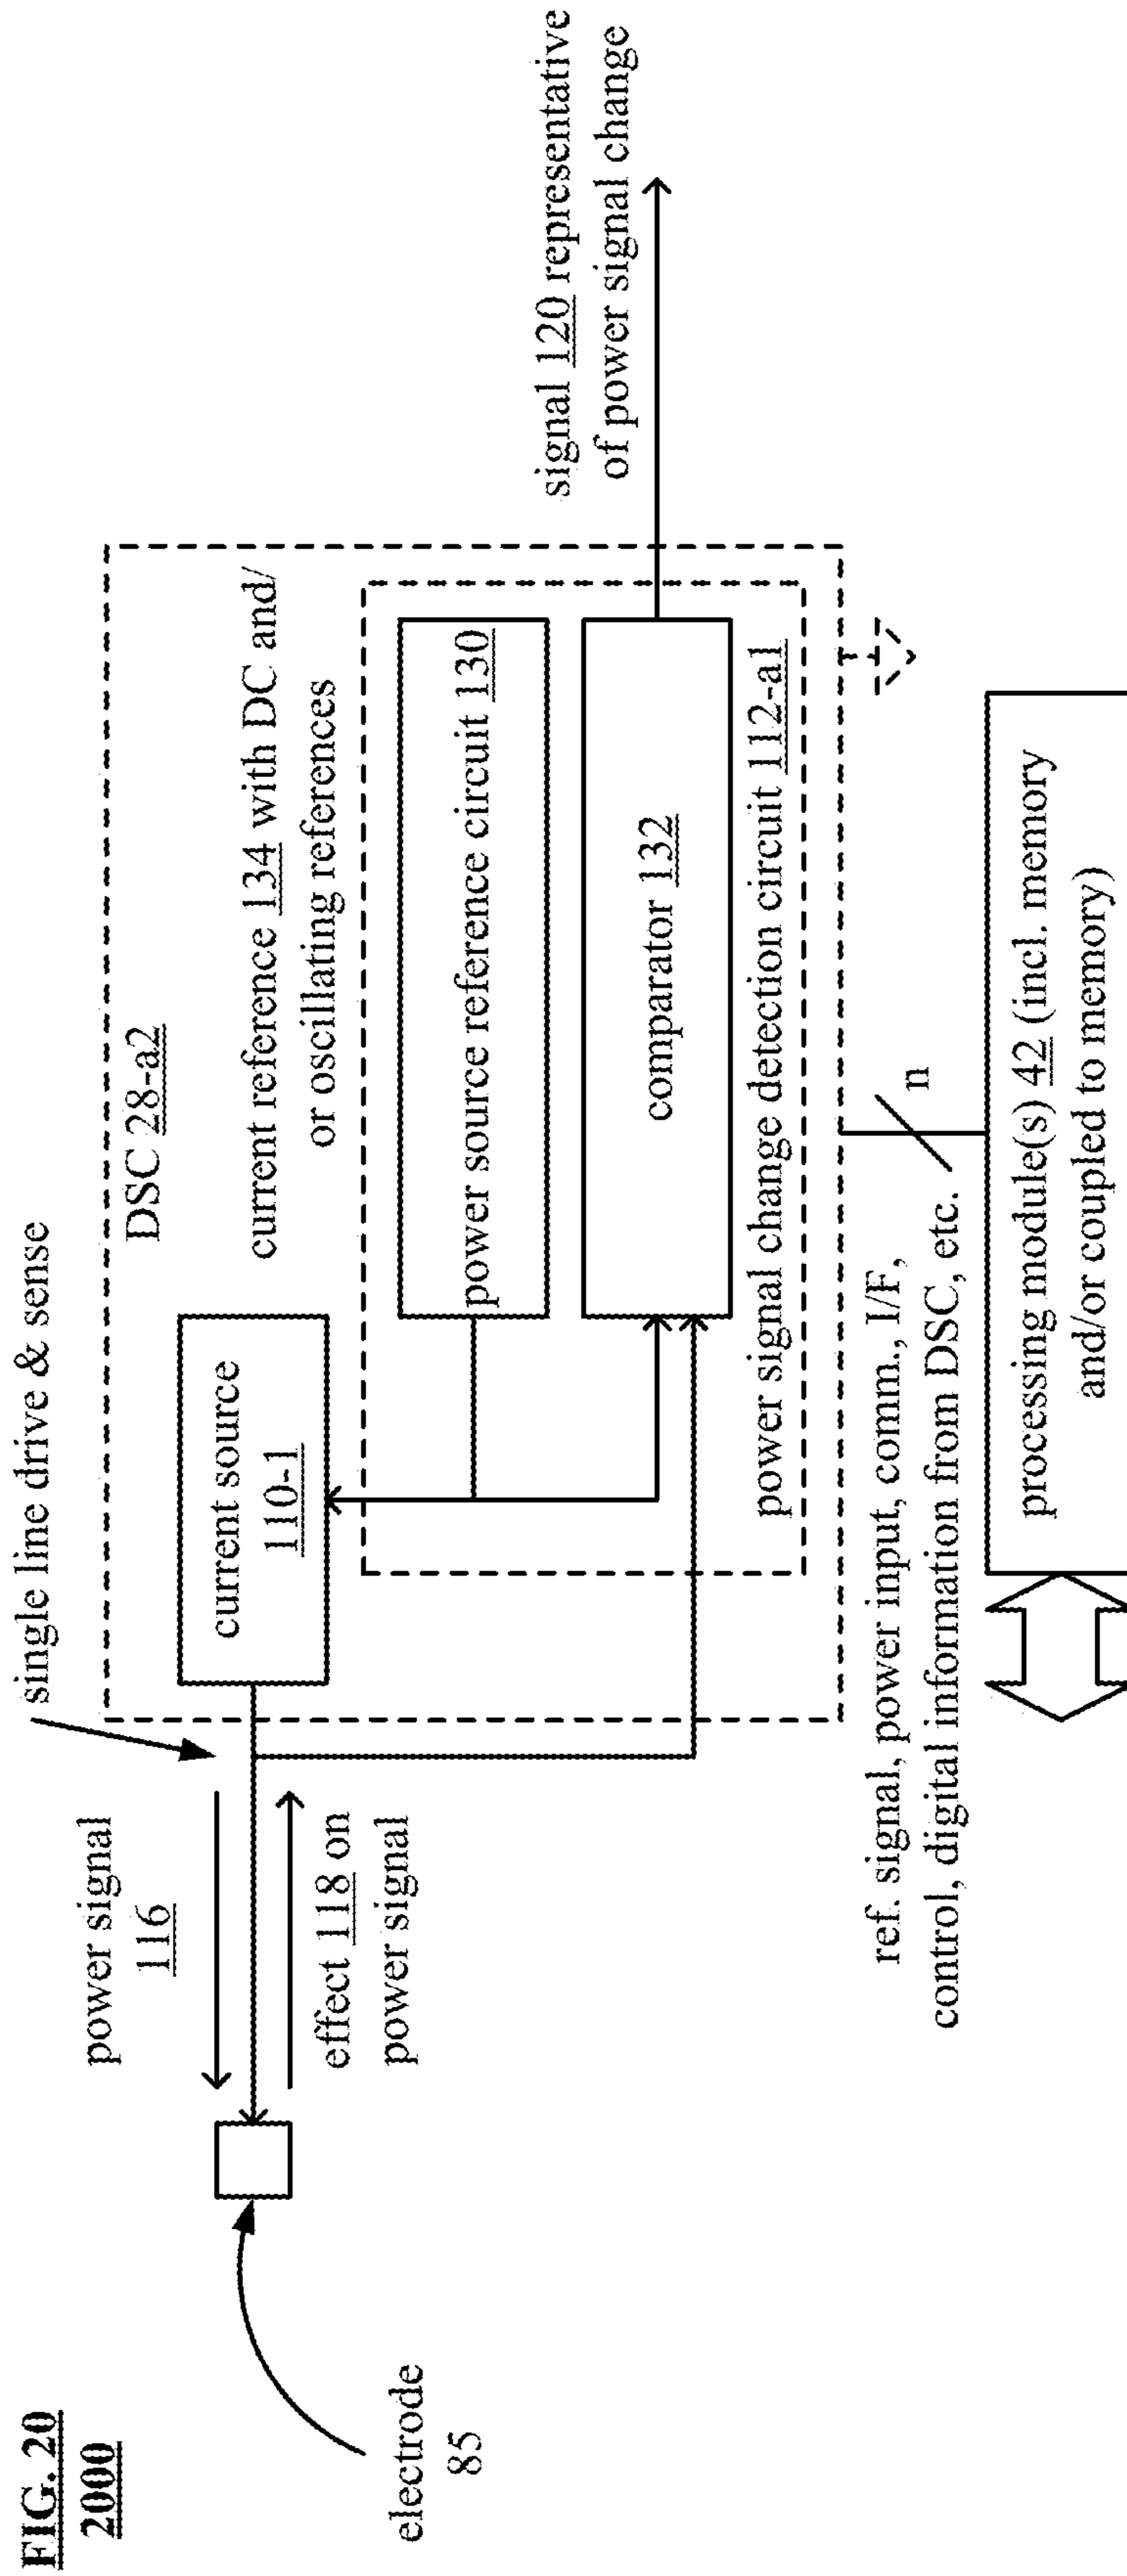 FIG. 20
2000
single line drive & sense
power signal
116
effect 118 on
power signal
electrode
85
DSC 28-a2
current source
110-1
current reference 134 with DC and/
or oscillating references
power source reference circuit 130
comparator 132
power signal change detection circuit 112-a1
signal 120 representative
of power signal change
ref. signal, power input, comm., I/F,
control, digital information from DSC, etc.
n
processing module(s) 42 (incl. memory
and/or coupled to memory)